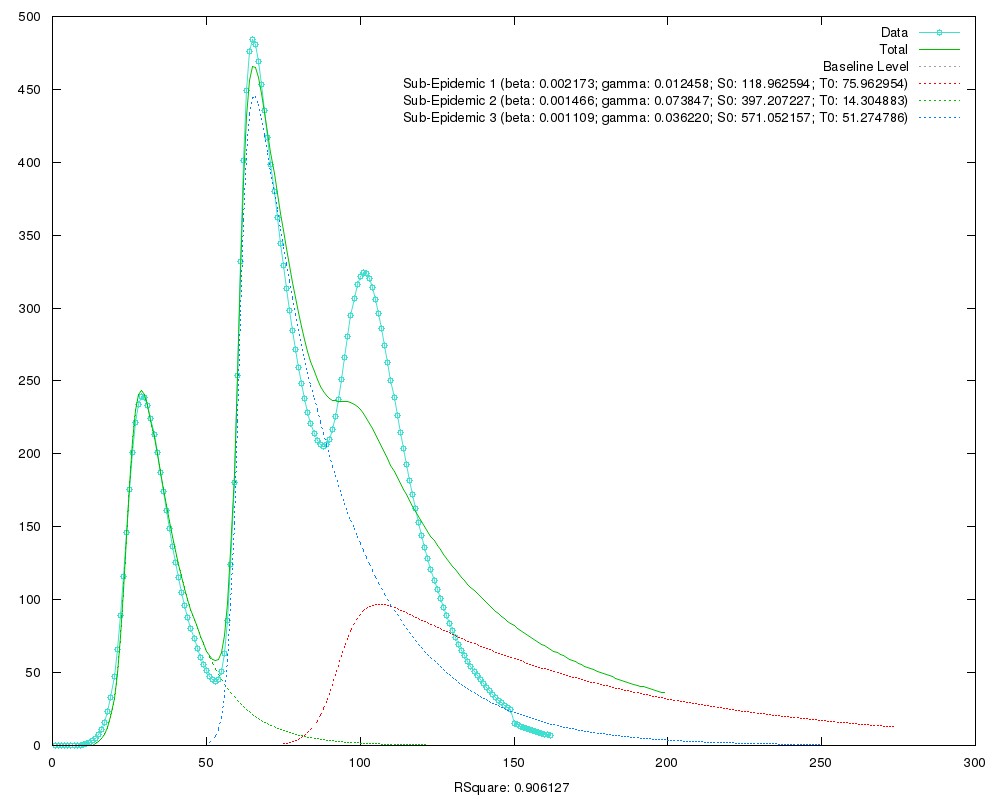 500
450
400
350
300
250
200
150
100
50
0
Data
Total
Baseline Level
Sub-Epidemic 1 (beta: 0.002173; gamma: 0.012458; S0: 118.962594; T0: 75.962954)
Sub-Epidemic 2 (beta: 0.001466; gamma: 0.073847; S0: 397.207227; T0: 14.304883)
Sub-Epidemic 3 (beta: 0.001109; gamma: 0.036220; S0: 571.052157; T0: 51.274786)
0 50 100 150 200 250 300
RSquare: 0.906127